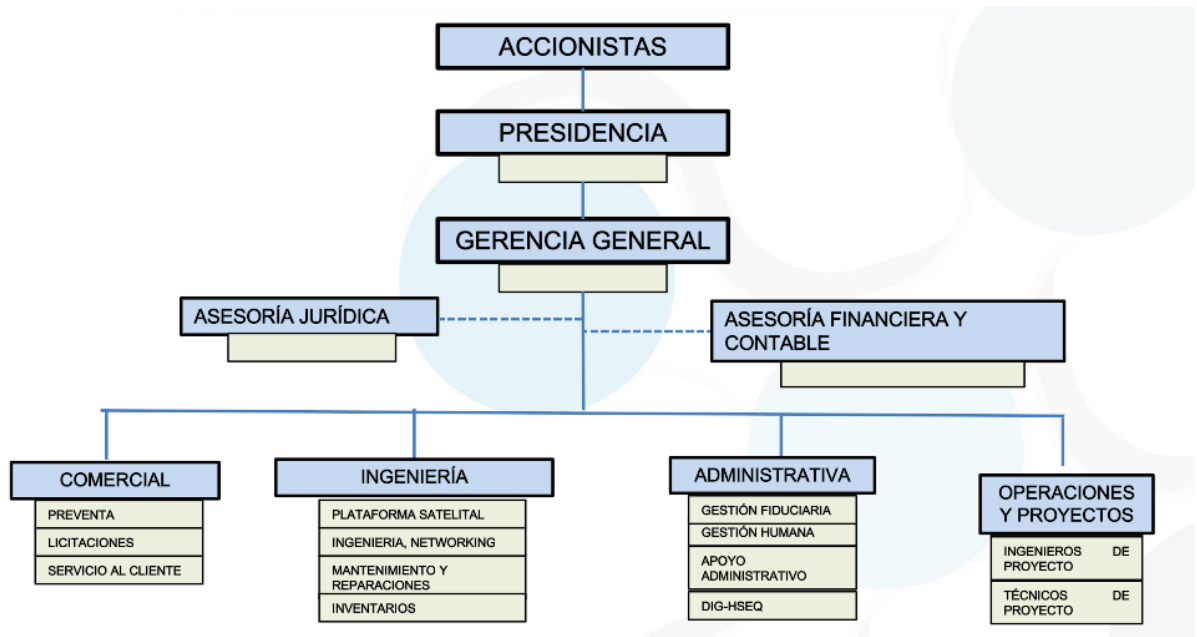 ACCIONISTAS
PRESIDENCIA
GERENCIA GENERAL
ASESORÍA JURÍDICA
ASESORÍA FINANCIERA Y
CONTABLE
COMERCIAL
PREVENTA
LICITACIONES
SERVICIO AL CLIENTE
INGENIERÍA
PLATAFORMA SATELITAL
INGENIERIA, NETWORKING
MANTENIMIENTO Y
REPARACIONES
INVENTARIOS
ADMINISTRATIVA
GESTIÓN FIDUCIARIA
GESTIÓN HUMANA
APOYO
ADMINISTRATIVO
DIG-HSEQ
OPERACIONES
Y PROYECTOS
INGENIEROS DE
PROYECTO
TÉCNICOS DE
PROYECTO